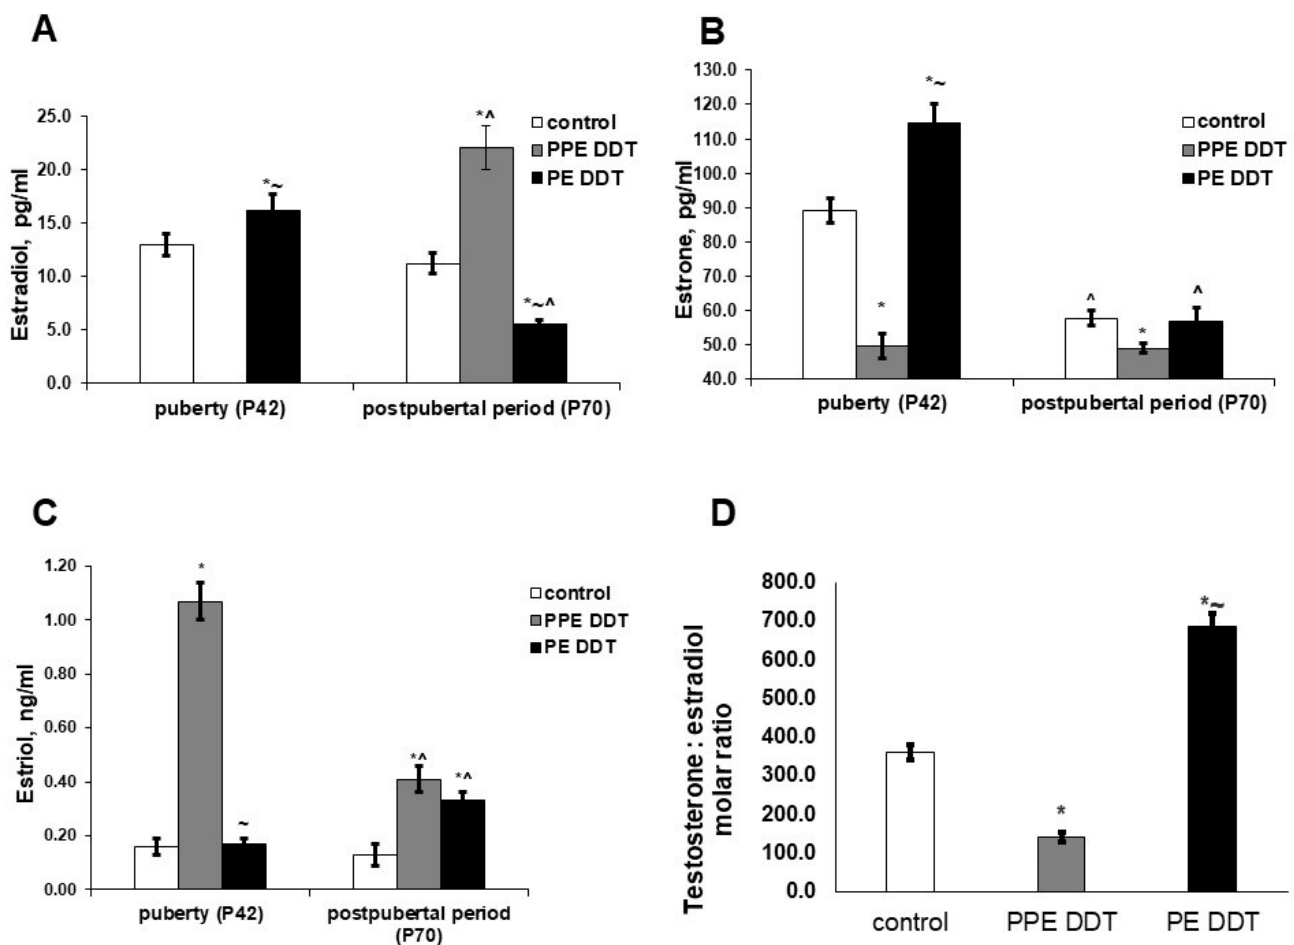 A
Estradiol, pg/ml
25.0
20.0
15.0
10.0
5.0
0.0
*~
*^
*~^
control
PPE DDT
PE DDT
puberty (P42)
postpubertal period (P70)
B
Estrone, pg/ml
130.0
120.0
110.0
100.0
90.0
80.0
70.0
60.0
50.0
40.0
*
*~
^
*
^
control
PPE DDT
PE DDT
puberty (P42)
postpubertal period (P70)
C
Estriol, ng/ml
1.20
1.00
0.80
0.60
0.40
0.20
0.00
*
~
*^
*^
control
PPE DDT
PE DDT
puberty (P42)
postpubertal period
(P70)
D
Testosterone : estradiol
molar ratio
800.0
700.0
600.0
500.0
400.0
300.0
200.0
100.0
0.0
*
*~
control
PPE DDT
PE DDT